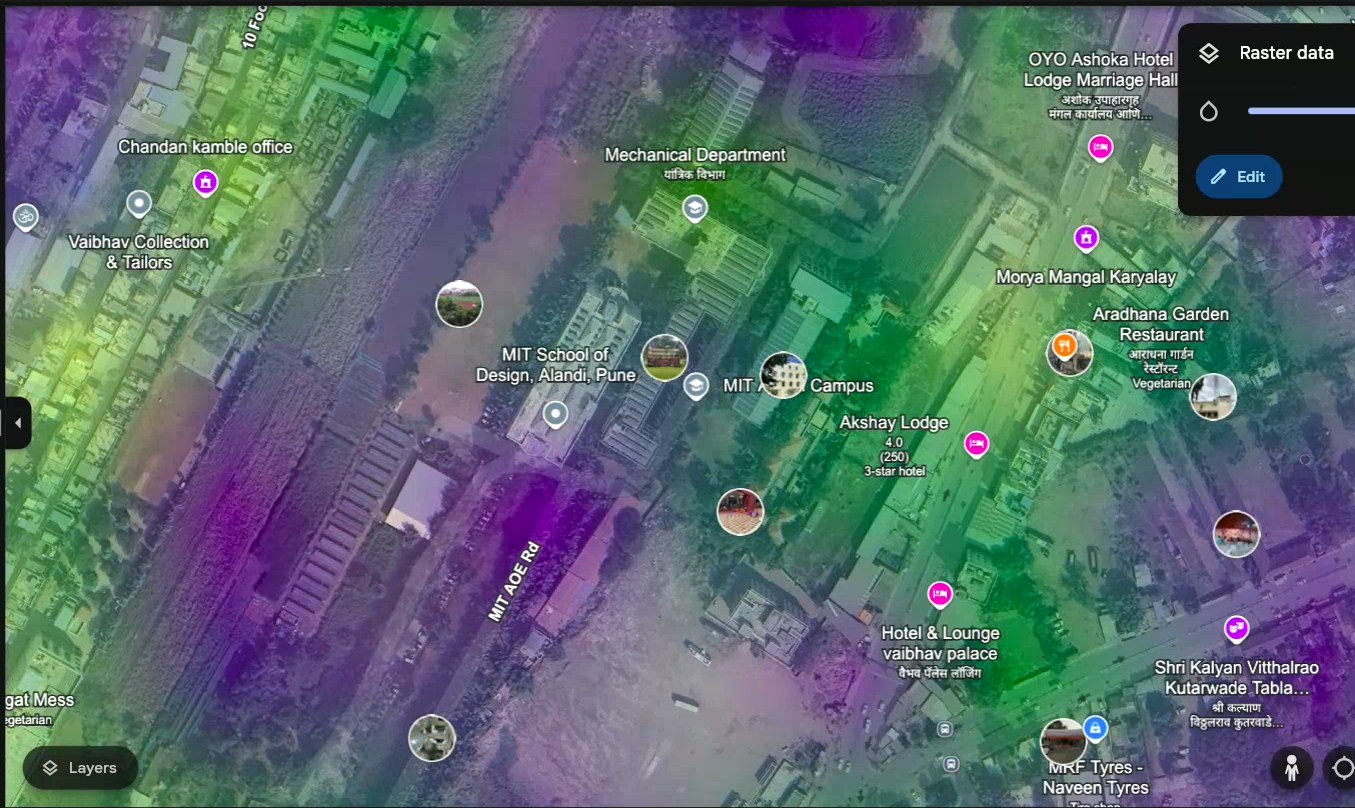 10 Foo
OYO Ashoka Hotel
Lodge Marriage Hall
अशोक उपाहारगृह
मंगल कार्यालय आणि...
Raster data
Edit
Chandan kamble office
Mechanical Department
यांत्रिक विभाग
Vaibhav Collection
& Tailors
Morya Mangal Karyalay
Aradhana Garden
Restaurant
आराधना गार्डन
रेस्टॉरन्ट
Vegetarian
MIT School of
Design, Alandi, Pune
MIT A Campus
Akshay Lodge
4.0
(250)
3-star hotel
MIT AOE Rd
Hotel & Lounge
vaibhav palace
वैभव पॅलेस लॉजिंग
Shri Kalyan Vitthalrao
Kutarwade Tabla...
श्री कल्याण
विठ्ठलराव कुतरवाडे...
gat Mess
egetarian
Layers
MRF Tyres -
Naveen Tyres